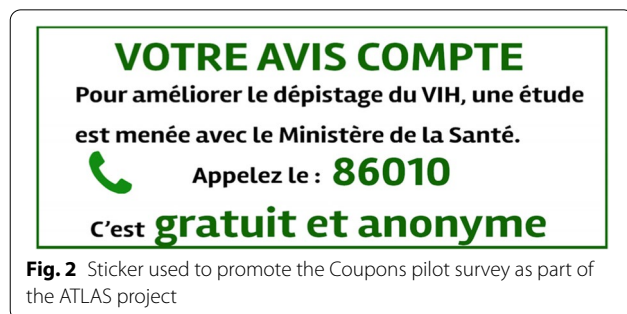 VOTRE AVIS COMPTE
Pour améliorer le dépistage du VIH, une étude
est menée avec le Ministère de la Santé.
Appelez le : 86010
C'est gratuit et anonyme
Fig. 2 Sticker used to promote the Coupons pilot survey as part of
the ATLAS project